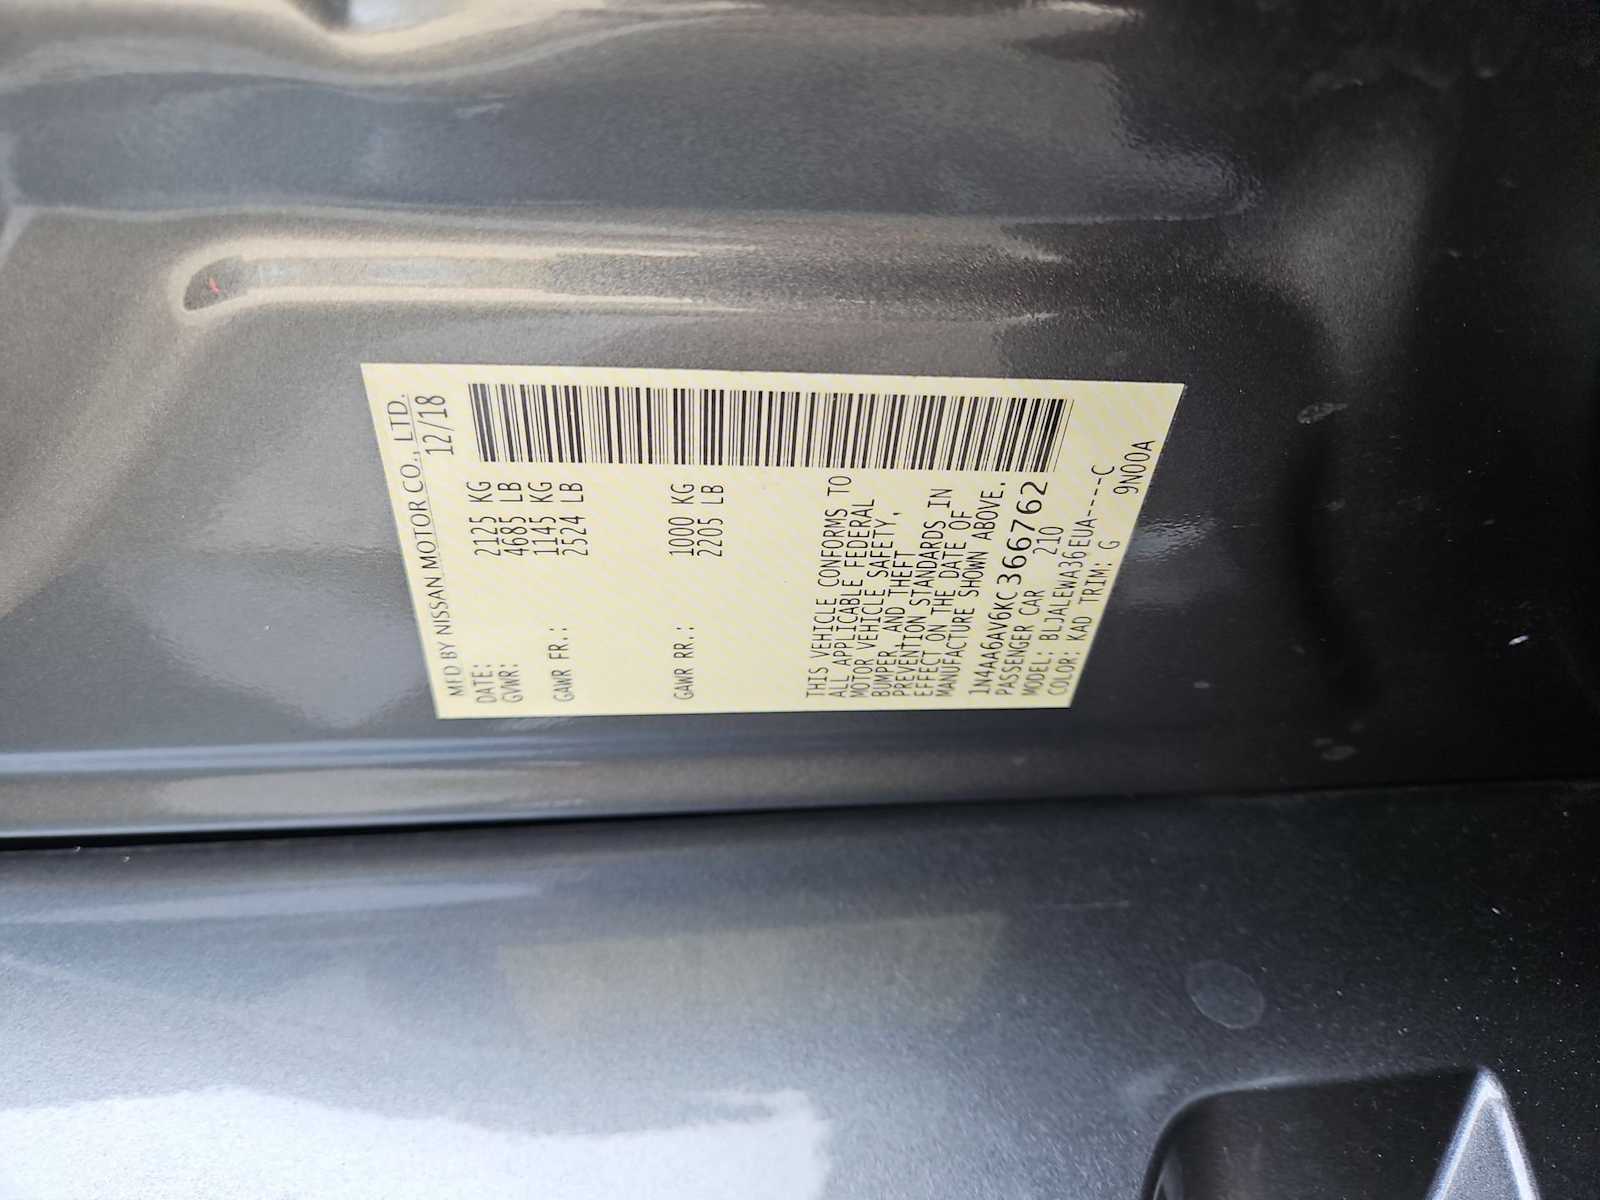 MFD BY NISSAN MOTOR CO., LTD.
DATE: 12/18
GVWR: 2125 KG
4685 LB
GAWR FR.: 1145 KG
2524 LB
GAWR RR.: 1000 KG
2205 LB
THIS VEHICLE CONFORMS TO
ALL APPLICABLE FEDERAL
MOTOR VEHICLE SAFETY,
BUMPER, AND THEFT
PREVENTION STANDARDS IN
EFFECT ON THE DATE OF
MANUFACTURE SHOWN ABOVE.
1N4AA6AV6KC366762
PASSENGER CAR 210
MODEL: BLJALEWA36EUA----C
COLOR: KAD TRIM: G 9N00A